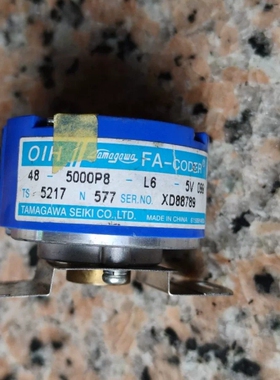 OIH Tamagawa FA-CODER®
48 - 5000P8 - L6 - 5V
TS 5217 N 577 SER.NO. XD88789
TAMAGAWA SEIKI CO.,LTD. MADE IN CHINA